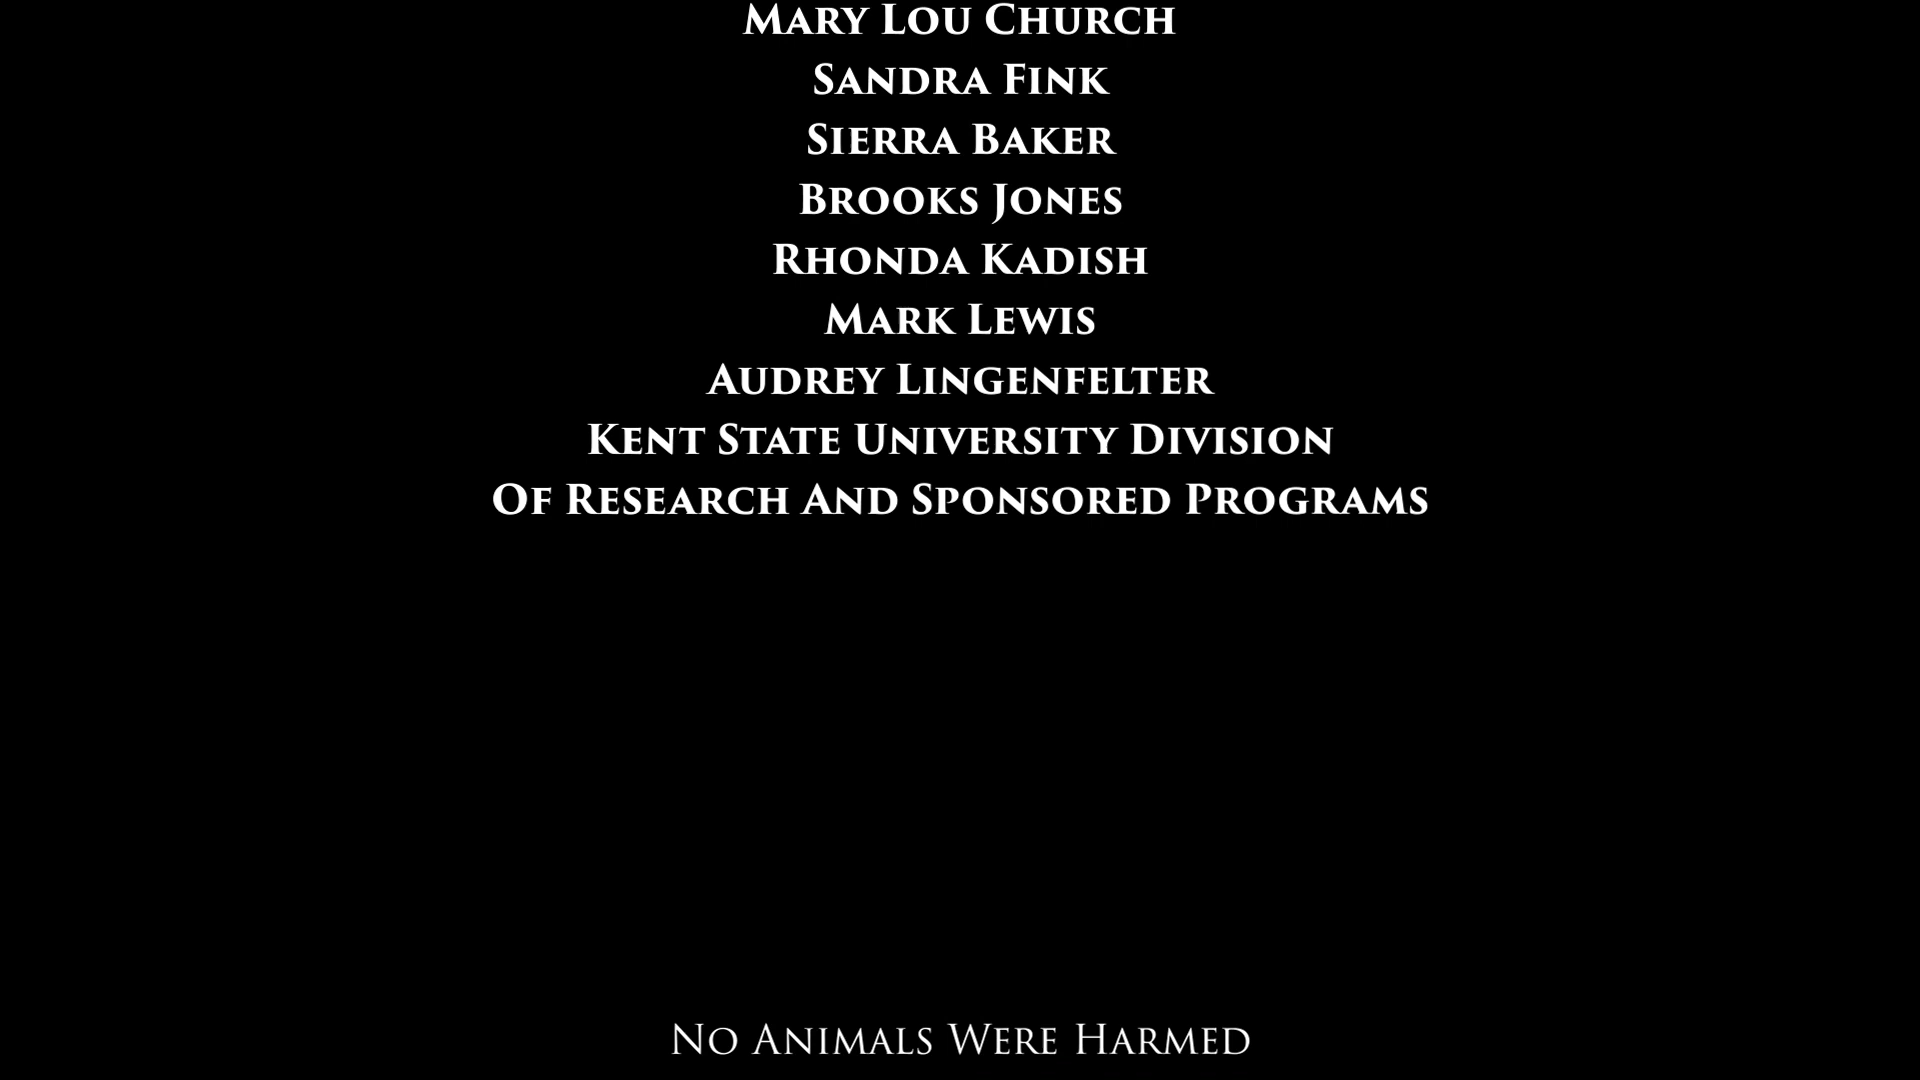 Mary Lou Church
Sandra Fink
Sierra Baker
Brooks Jones
Rhonda Kadish
Mark Lewis
Audrey Lingenfelter
Kent State University Division
Of Research And Sponsored Programs
No Animals Were Harmed